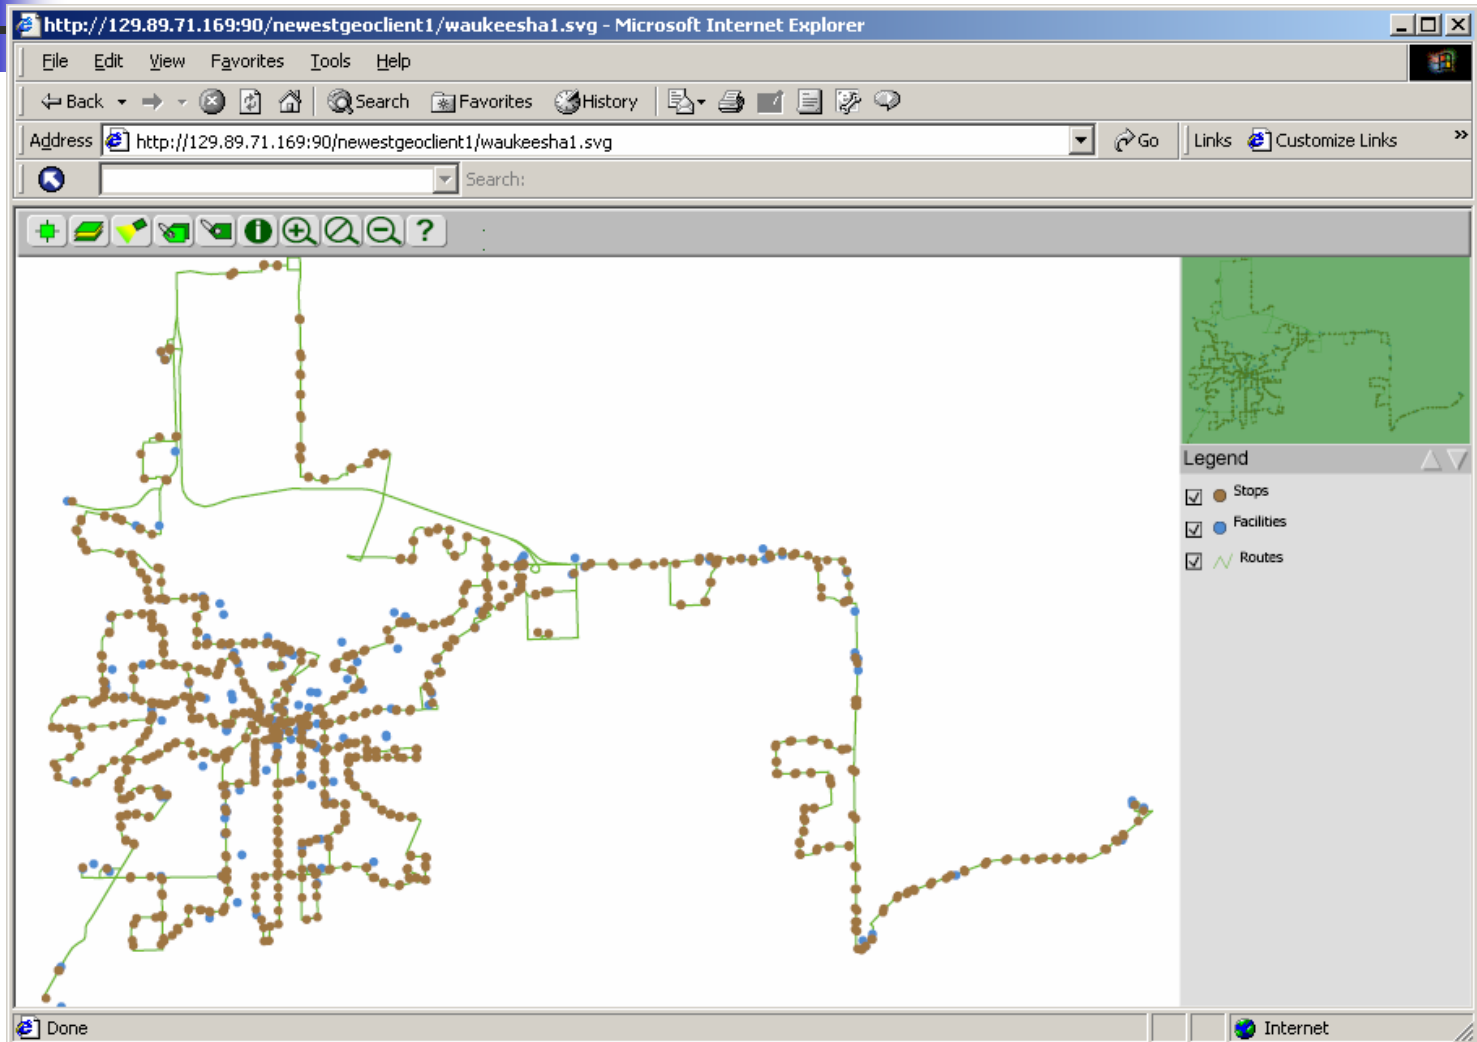 http://129.89.71.169:90/newestgeoclient1/waukeesha1.svg - Microsoft Internet Explorer
File Edit View Favorites Tools Help
Back Search Favorites History
Address http://129.89.71.169:90/newestgeoclient1/waukeesha1.svg Go Links Customize Links »
Search:
?
Legend
Stops
Facilities
Routes
Done Internet